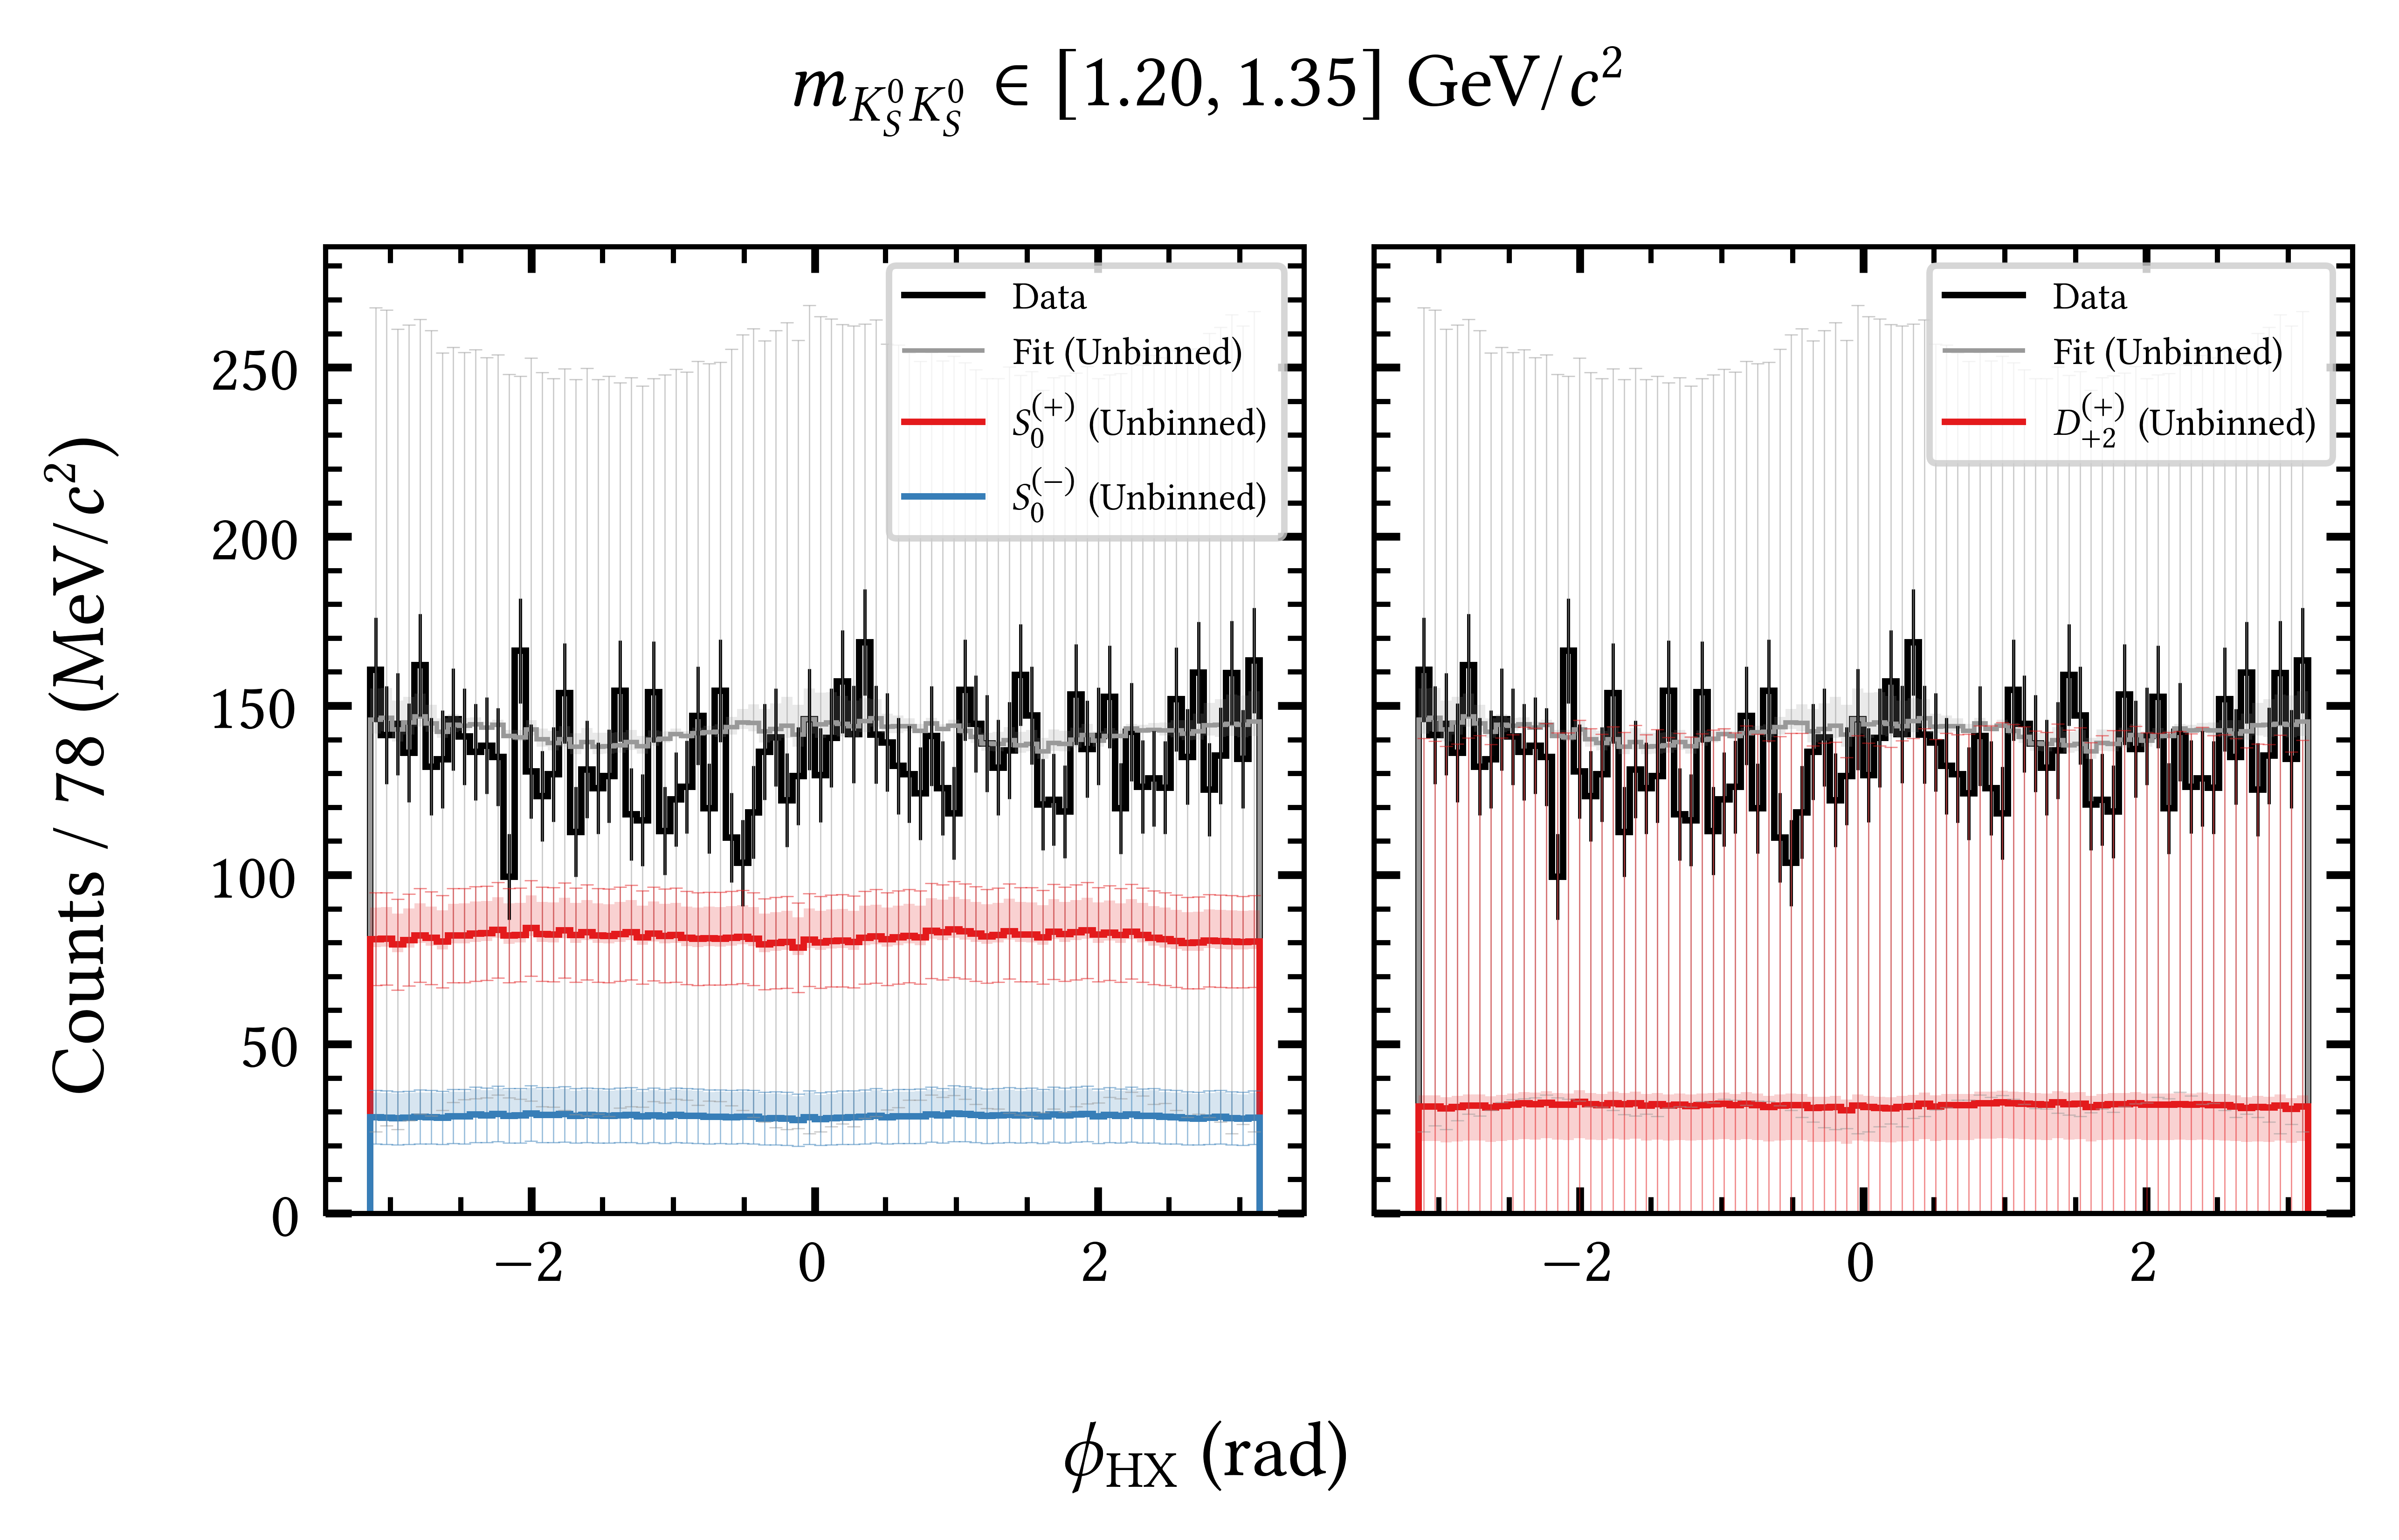 m_{K_S^0 K_S^0} ∈ [1.20, 1.35] GeV/c²
Counts / 78 (MeV/c²)
250
200
150
100
50
0
−2
0
2
Data
Fit (Unbinned)
S_0^{(+)} (Unbinned)
S_0^{(−)} (Unbinned)
−2
0
2
Data
Fit (Unbinned)
D_{+2}^{(+)} (Unbinned)
ϕ_{HX} (rad)